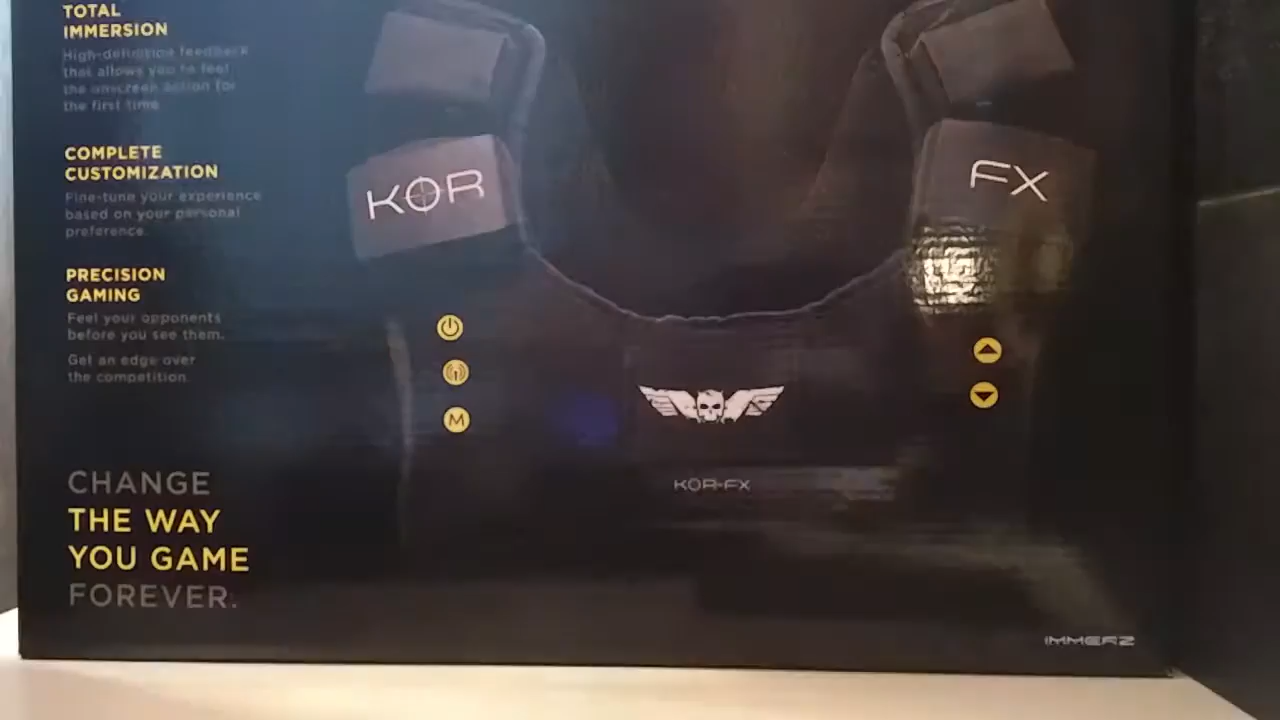 TOTAL
IMMERSION
High-definition feedback
that allows you to feel
the onscreen action for
the first time.
COMPLETE
CUSTOMIZATION
Fine-tune your experience
based on your personal
preference.
PRECISION
GAMING
Feel your opponents
before you see them.
Get an edge over
the competition.
CHANGE
THE WAY
YOU GAME
FOREVER.
KOR
FX
M
KOR-FX
IMMERZ